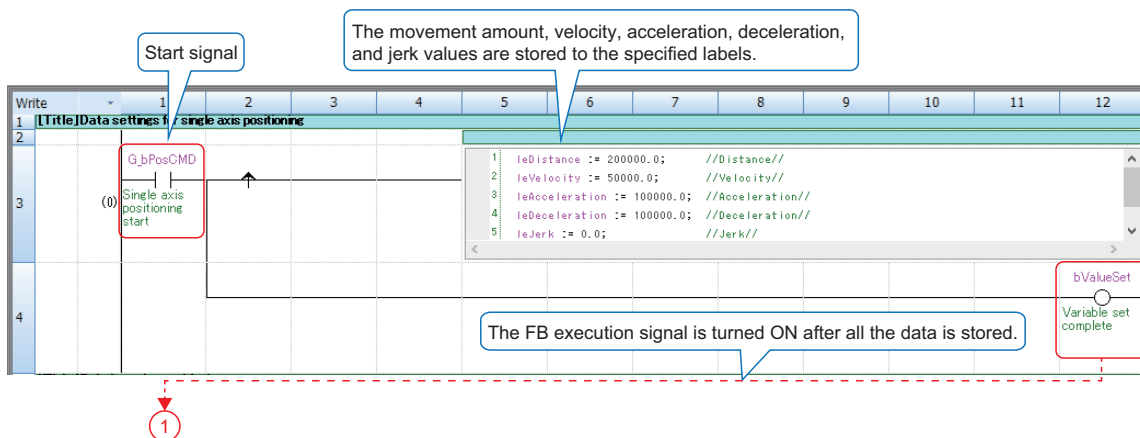 Start signal
The movement amount, velocity, acceleration, deceleration,
and jerk values are stored to the specified labels.
Write 1 2 3 4 5 6 7 8 9 10 11 12
1 [Title]Data settings for single axis positioning
2
3
(0)
G_bPosCMD
Single axis
positioning
start
1 leDistance := 200000.0; //Distance//
2 leVelocity := 50000.0; //Velocity//
3 leAcceleration := 100000.0; //Acceleration//
4 leDeceleration := 100000.0; //Deceleration//
5 leJerk := 0.0; //Jerk//
4
bValueSet
Variable set
complete
The FB execution signal is turned ON after all the data is stored.
1